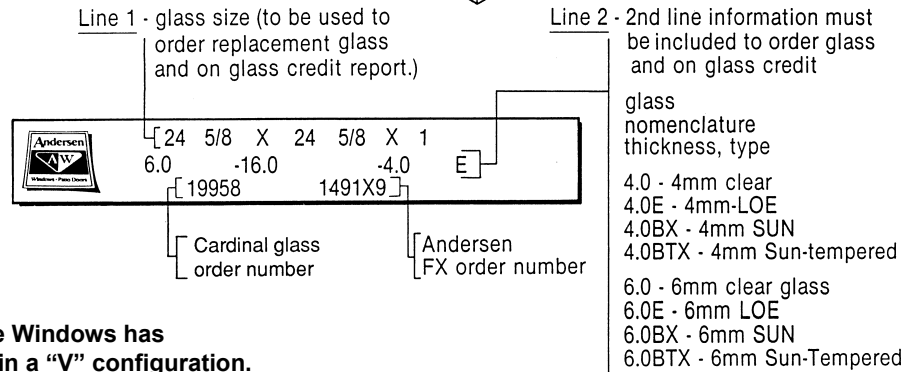 Line 1 - glass size (to be used to
order replacement glass
and on glass credit report.)
Line 2 - 2nd line information must
be included to order glass
and on glass credit
glass
nomenclature
thickness, type
4.0 - 4mm clear
4.0E - 4mm-LOE
4.0BX - 4mm SUN
4.0BTX - 4mm Sun-tempered
6.0 - 6mm clear glass
6.0E - 6mm LOE
6.0BX - 6mm SUN
6.0BTX - 6mm Sun-Tempered
Andersen
AW
Windows · Patio Doors
24 5/8 X 24 5/8 X 1
6.0 -16.0 -4.0 E
19958 1491X9
Cardinal glass
order number
Andersen
FX order number
e Windows has
in a “V” configuration.